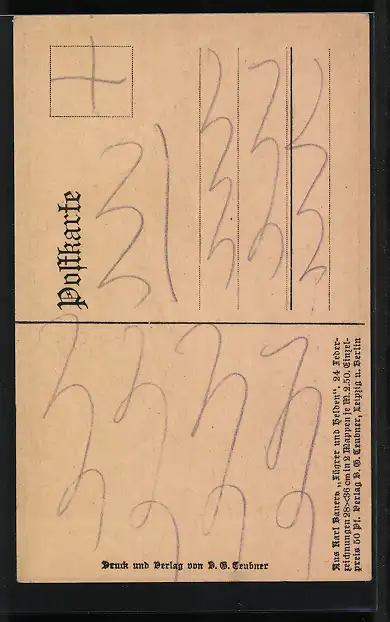 Postkarte
Aus Karl Bauers „Führer und Helden“. 24 Feder-
zeichnungen 28×36 cm in 2 Mappen je M. 2.50, Einzel-
preis 50 Pf. Verlag B. G. Teubner, Leipzig u. Berlin
Druck und Verlag von B. G. Teubner